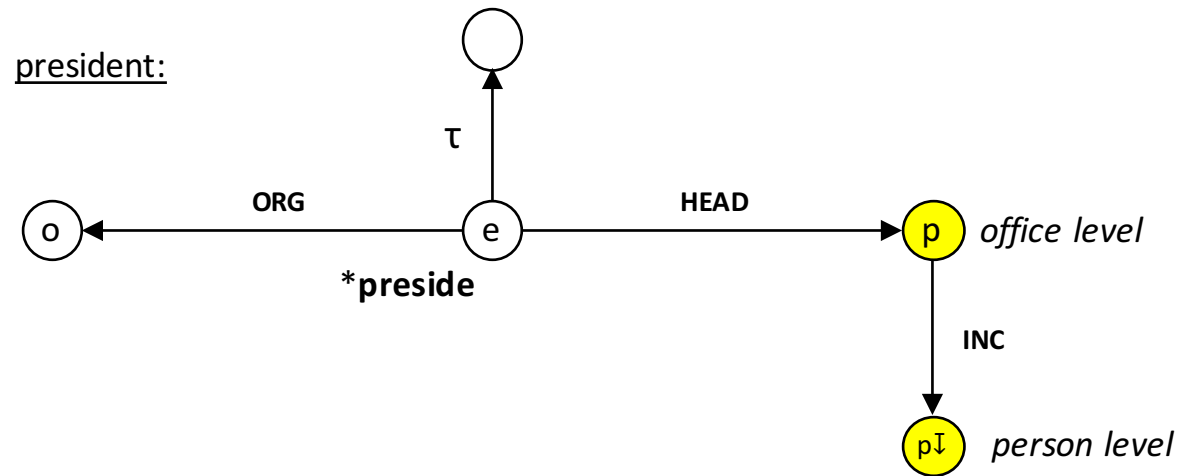 president:
τ
ORG
HEAD
o
e
p
office level
*preside
INC
p↧
person level